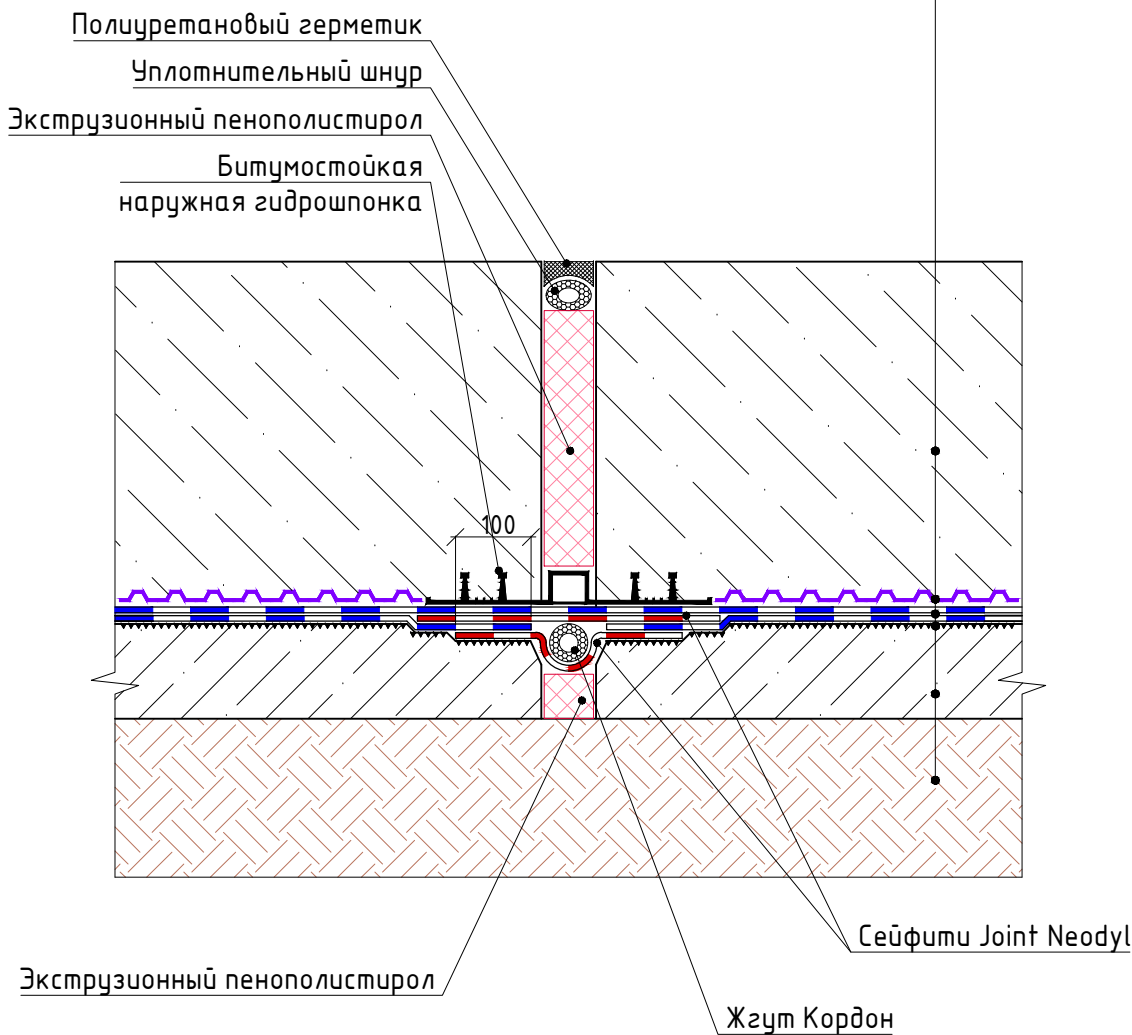 Полиуретановый герметик
Уплотнительный шнур
Экструзионный пенополистирол
Битумостойкая
наружная гидрошпонка
100
Сейфити Joint Neodyl
Экструзионный пенополистирол
Жгут Кордон